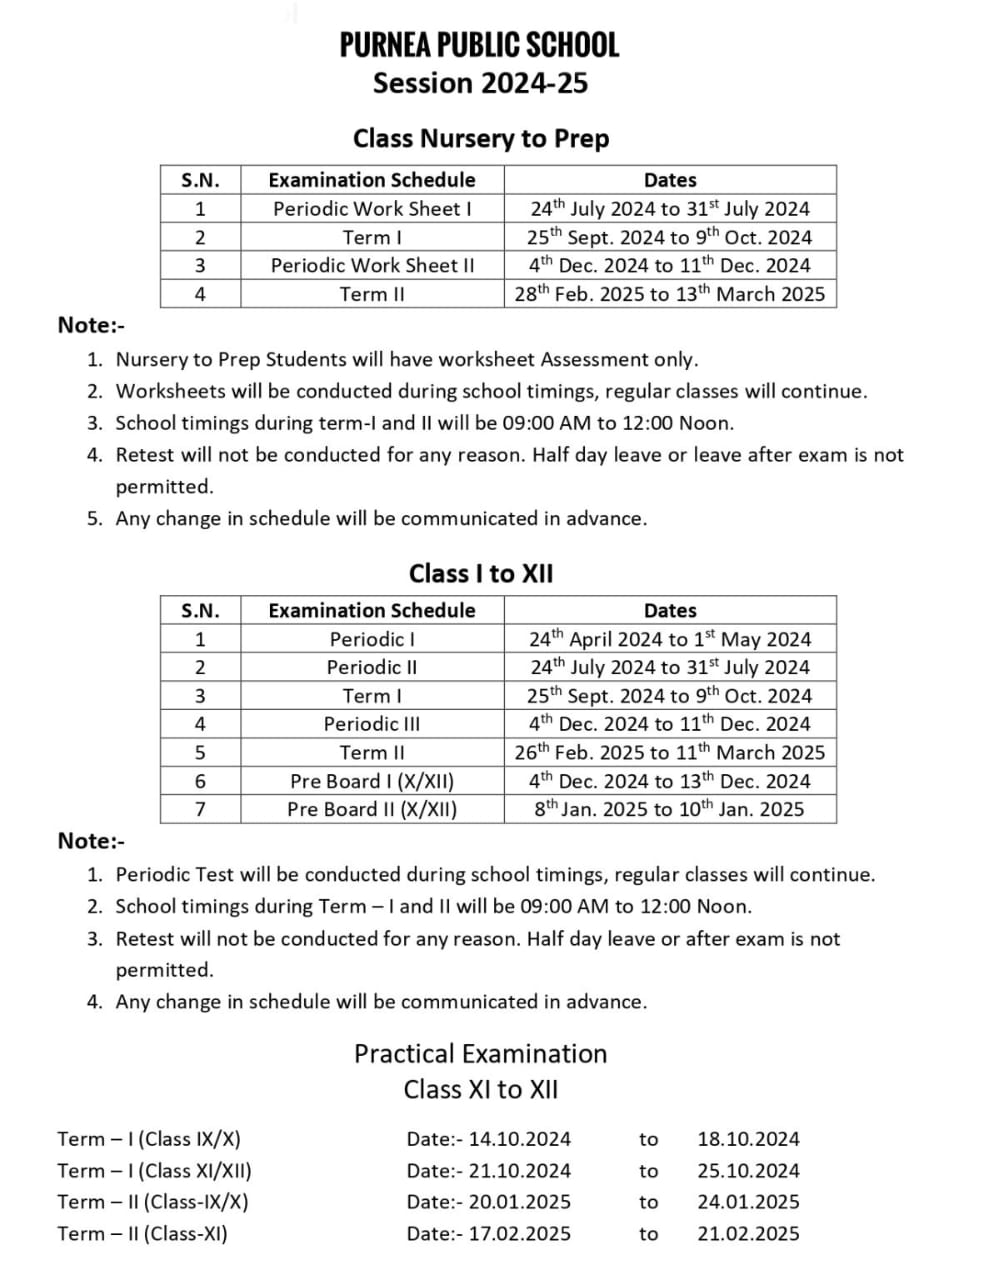 PURNEA PUBLIC SCHOOL
Session 2024-25
Class Nursery to Prep
S.N. Examination Schedule Dates
1 Periodic Work Sheet I 24th July 2024 to 31st July 2024
2 Term I 25th Sept. 2024 to 9th Oct. 2024
3 Periodic Work Sheet II 4th Dec. 2024 to 11th Dec. 2024
4 Term II 28th Feb. 2025 to 13th March 2025
Note:-
1. Nursery to Prep Students will have worksheet Assessment only.
2. Worksheets will be conducted during school timings, regular classes will continue.
3. School timings during term-I and II will be 09:00 AM to 12:00 Noon.
4. Retest will not be conducted for any reason. Half day leave or leave after exam is not
permitted.
5. Any change in schedule will be communicated in advance.
Class I to XII
S.N. Examination Schedule Dates
1 Periodic I 24th April 2024 to 1st May 2024
2 Periodic II 24th July 2024 to 31st July 2024
3 Term I 25th Sept. 2024 to 9th Oct. 2024
4 Periodic III 4th Dec. 2024 to 11th Dec. 2024
5 Term II 26th Feb. 2025 to 11th March 2025
6 Pre Board I (X/XII) 4th Dec. 2024 to 13th Dec. 2024
7 Pre Board II (X/XII) 8th Jan. 2025 to 10th Jan. 2025
Note:-
1. Periodic Test will be conducted during school timings, regular classes will continue.
2. School timings during Term – I and II will be 09:00 AM to 12:00 Noon.
3. Retest will not be conducted for any reason. Half day leave or after exam is not
permitted.
4. Any change in schedule will be communicated in advance.
Practical Examination
Class XI to XII
Term – I (Class IX/X) Date:- 14.10.2024 to 18.10.2024
Term – I (Class XI/XII) Date:- 21.10.2024 to 25.10.2024
Term – II (Class-IX/X) Date:- 20.01.2025 to 24.01.2025
Term – II (Class-XI) Date:- 17.02.2025 to 21.02.2025